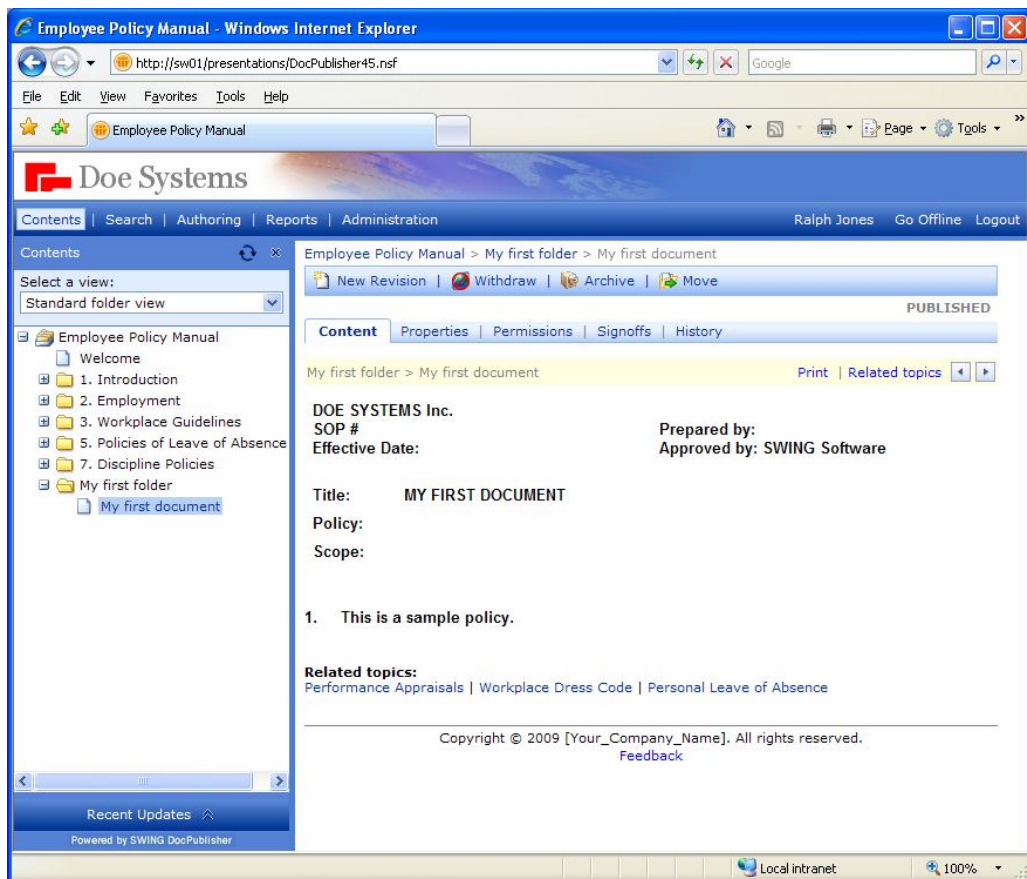 Employee Policy Manual - Windows Internet Explorer
http://sw01/presentations/DocPublisher45.nsf
Google
File Edit View Favorites Tools Help
Employee Policy Manual
Page Tools »
Doe Systems
Contents | Search | Authoring | Reports | Administration
Ralph Jones Go Offline Logout
Contents
Select a view:
Standard folder view
Employee Policy Manual
Welcome
1. Introduction
2. Employment
3. Workplace Guidelines
5. Policies of Leave of Absence
7. Discipline Policies
My first folder
My first document
Recent Updates
Powered by SWING DocPublisher
Employee Policy Manual > My first folder > My first document
New Revision | Withdraw | Archive | Move
PUBLISHED
Content Properties | Permissions | Signoffs | History
My first folder > My first document
Print | Related topics
DOE SYSTEMS Inc.
SOP # Prepared by:
Effective Date: Approved by: SWING Software
Title: MY FIRST DOCUMENT
Policy:
Scope:
1. This is a sample policy.
Related topics:
Performance Appraisals | Workplace Dress Code | Personal Leave of Absence
Copyright © 2009 [Your_Company_Name]. All rights reserved.
Feedback
Local intranet
100%